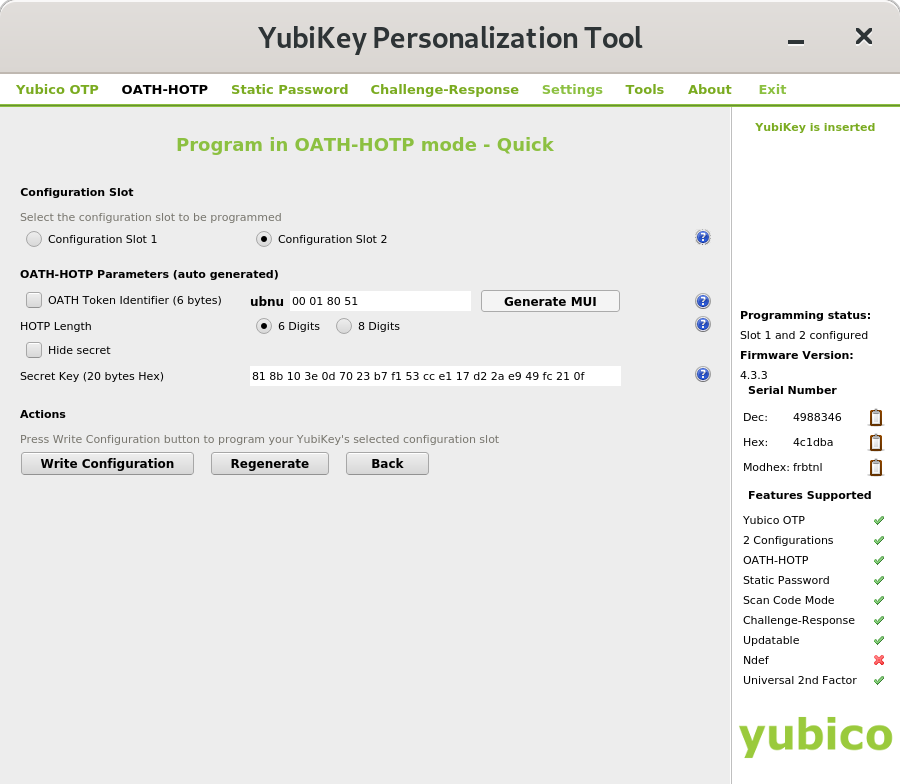 YubiKey Personalization Tool
Yubico OTP OATH-HOTP Static Password Challenge-Response Settings Tools About Exit
Program in OATH-HOTP mode - Quick
Configuration Slot
Select the configuration slot to be programmed
Configuration Slot 1 Configuration Slot 2
OATH-HOTP Parameters (auto generated)
OATH Token Identifier (6 bytes) ubnu 00 01 80 51 Generate MUI
HOTP Length 6 Digits 8 Digits
Hide secret
Secret Key (20 bytes Hex) 81 8b 10 3e 0d 70 23 b7 f1 53 cc e1 17 d2 2a e9 49 fc 21 0f
Actions
Press Write Configuration button to program your YubiKey's selected configuration slot
Write Configuration Regenerate Back
YubiKey is inserted
Programming status:
Slot 1 and 2 configured
Firmware Version:
4.3.3
Serial Number
Dec: 4988346
Hex: 4c1dba
Modhex: frbtnl
Features Supported
Yubico OTP
2 Configurations
OATH-HOTP
Static Password
Scan Code Mode
Challenge-Response
Updatable
Ndef
Universal 2nd Factor
yubico